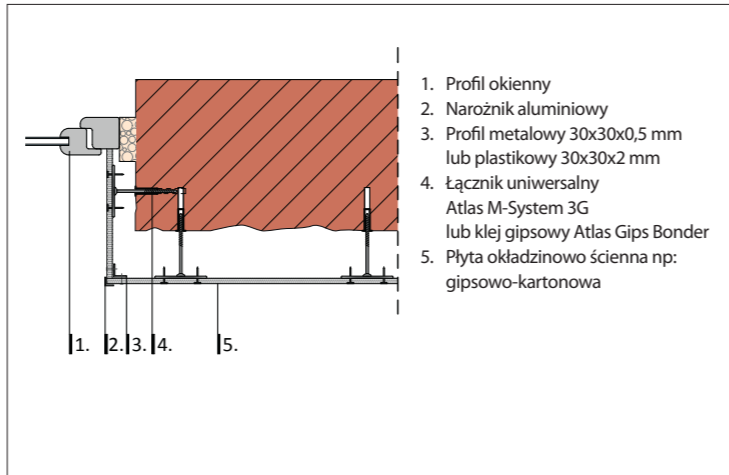 1. Profil okienny
2. Narożnik aluminiowy
3. Profil metalowy 30x30x0,5 mm
lub plastikowy 30x30x2 mm
4. Łącznik uniwersalny
Atlas M-System 3G
lub klej gipsowy Atlas Gips Bonder
5. Płyta okładzinowo ścienna np:
gipsowo-kartonowa
1. 2. 3. 4. 5.